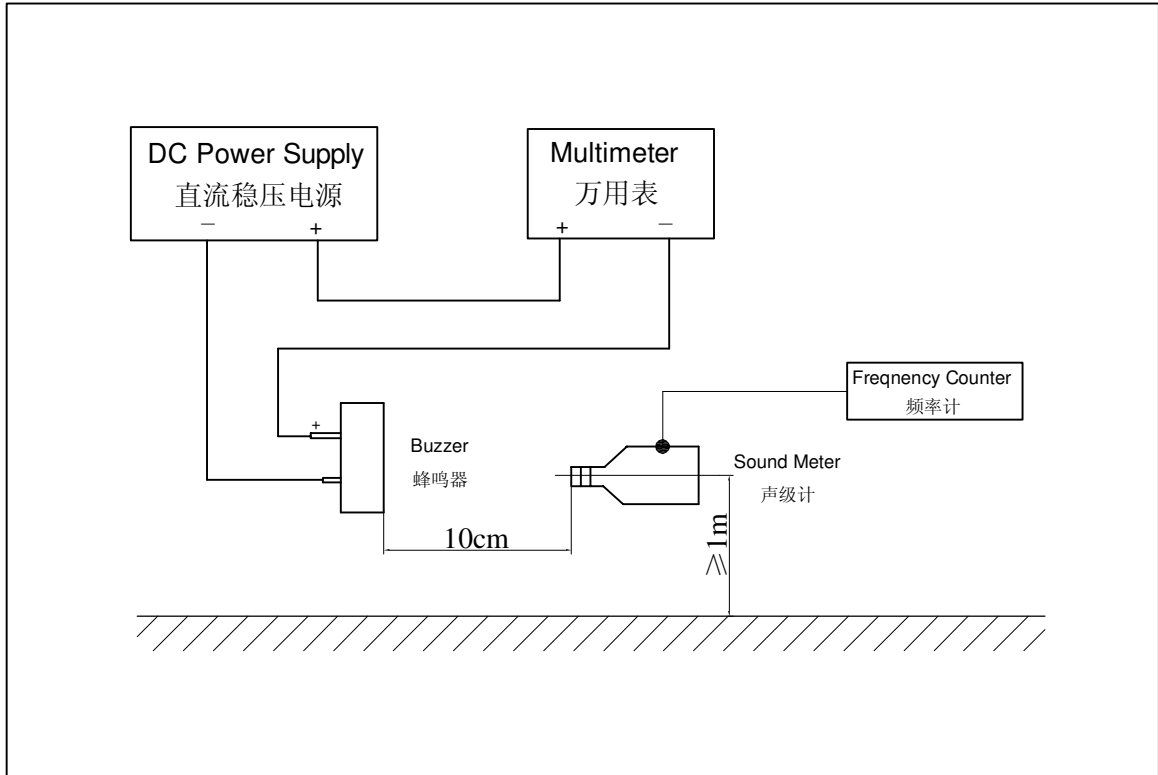 DC Power Supply
直流稳压电源
— +
Multimeter
万用表
+ —
Freqnency Counter
频率计
+
Buzzer
蜂鸣器
Sound Meter
声级计
10cm
≥1m